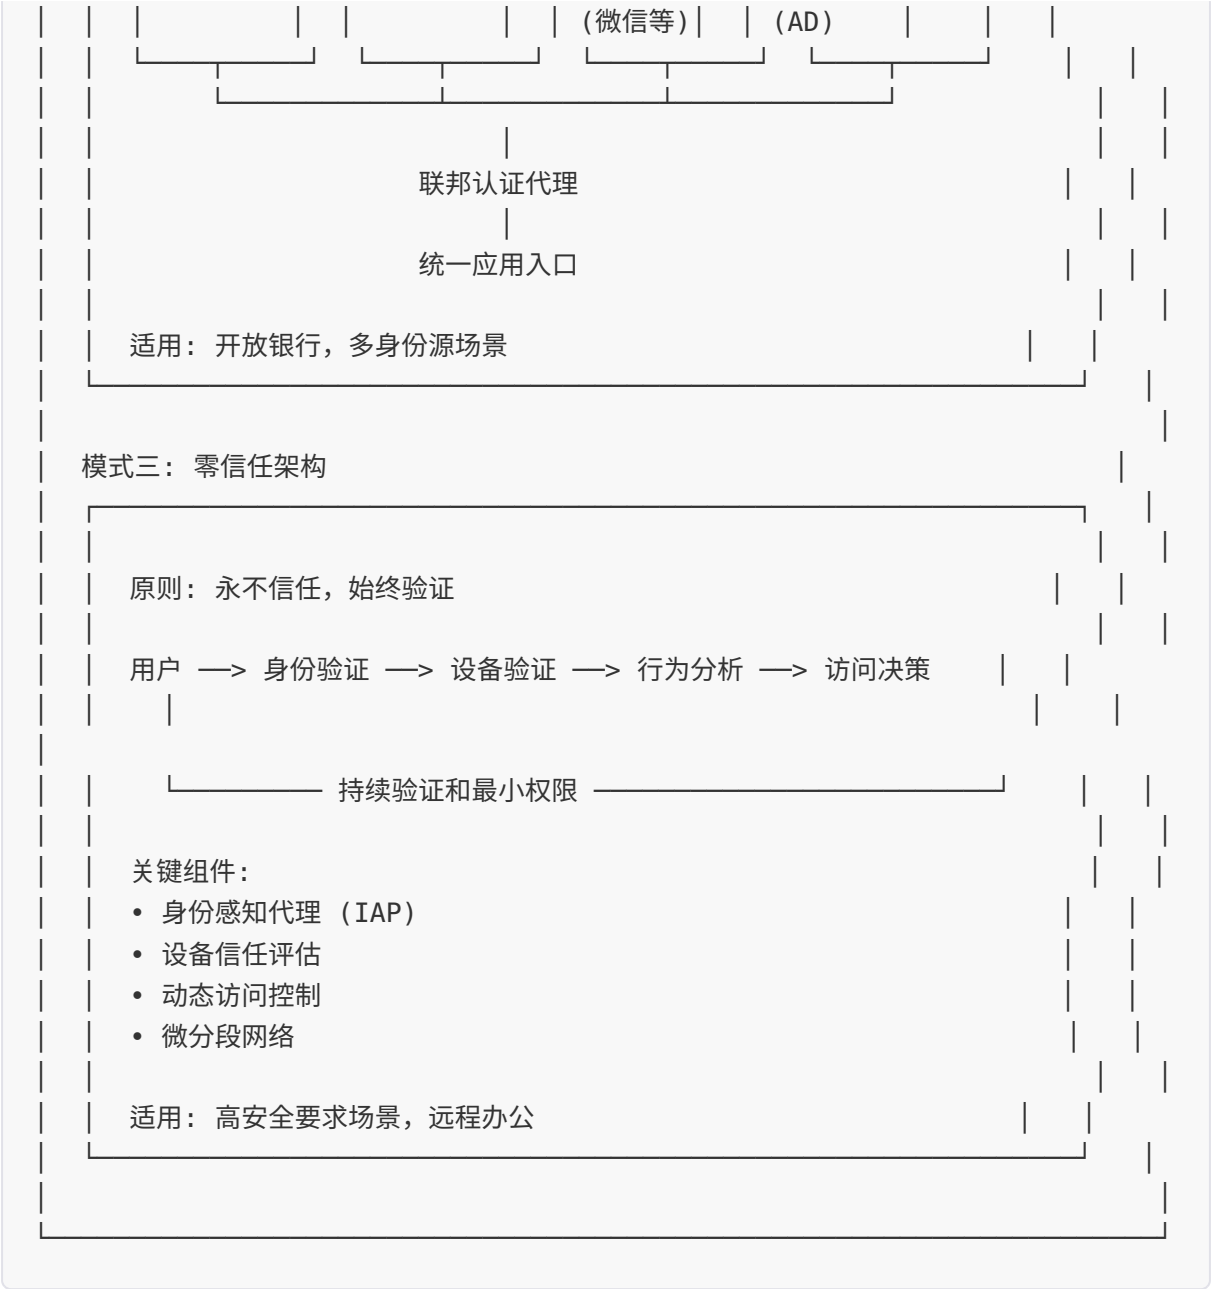 (微信等) (AD)
联邦认证代理
统一应用入口
适用: 开放银行，多身份源场景
模式三: 零信任架构
原则: 永不信任，始终验证
用户 ──> 身份验证 ──> 设备验证 ──> 行为分析 ──> 访问决策
持续验证和最小权限
关键组件:
• 身份感知代理 (IAP)
• 设备信任评估
• 动态访问控制
• 微分段网络
适用: 高安全要求场景，远程办公